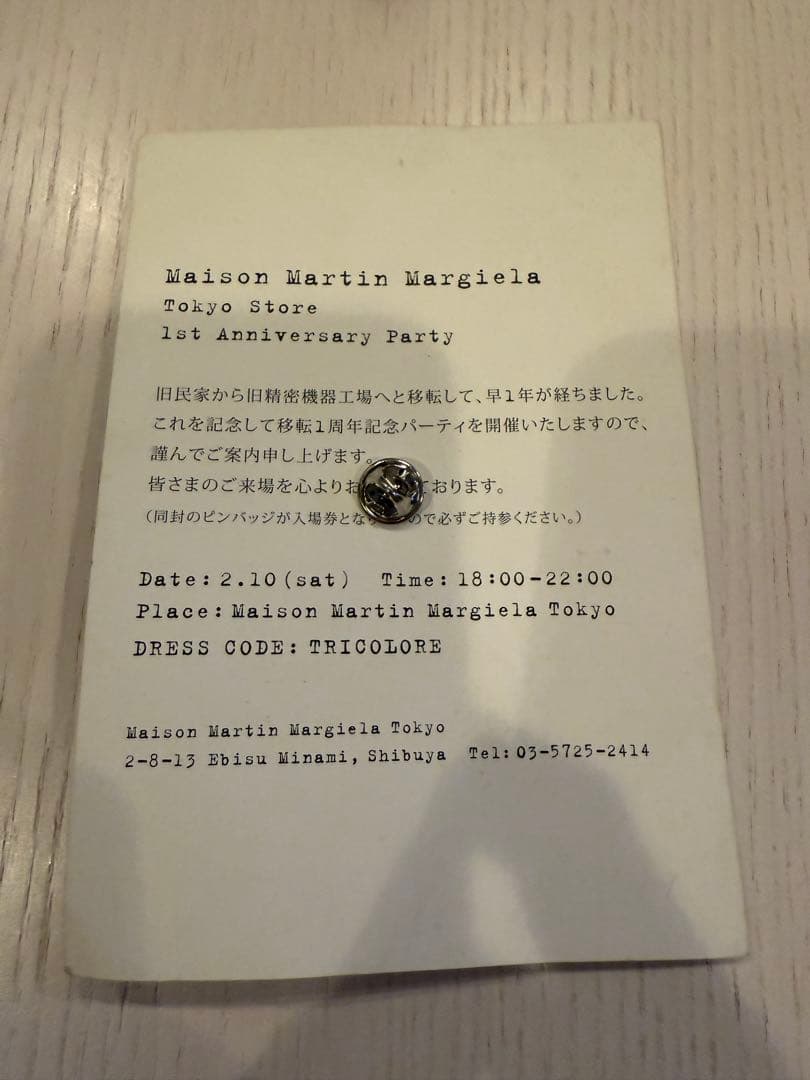 Maison Martin Margiela
Tokyo Store
1st Anniversary Party
旧民家から旧精密機器工場へと移転して、早1年が経ちました。
これを記念して移転1周年記念パーティを開催いたしますので、
謹んでご案内申し上げます。
皆さまのご来場を心よりお ております。
(同封のピンバッジが入場券とな ので必ずご持参ください。)
Date: 2.10(sat) Time: 18:00-22:00
Place: Maison Martin Margiela Tokyo
DRESS CODE: TRICOLORE
Maison Martin Margiela Tokyo
2-8-13 Ebisu Minami, Shibuya Tel: 03-5725-2414